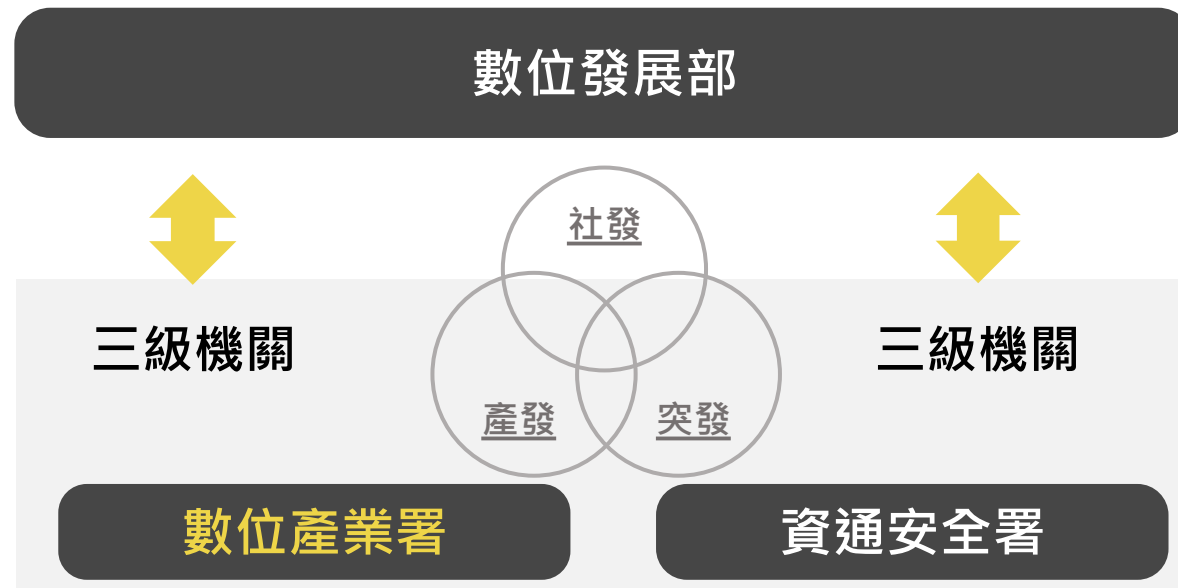 數位發展部
社發
三級機關
三級機關
產發
突發
數位產業署
資通安全署